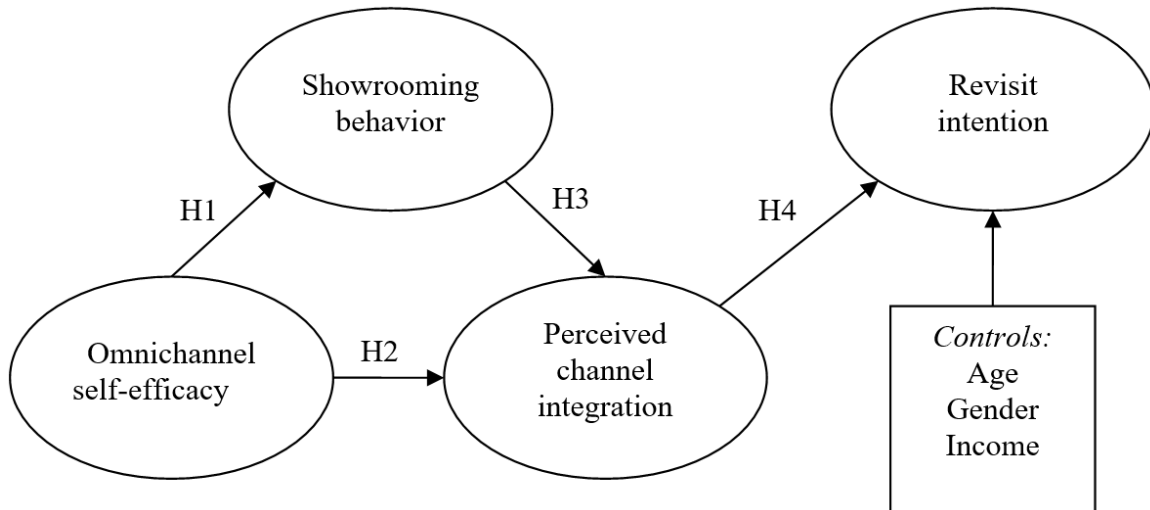 Showrooming
behavior
Revisit
intention
H1
H3
H4
Omnichannel
self-efficacy
H2
Perceived
channel
integration
Controls:
Age
Gender
Income